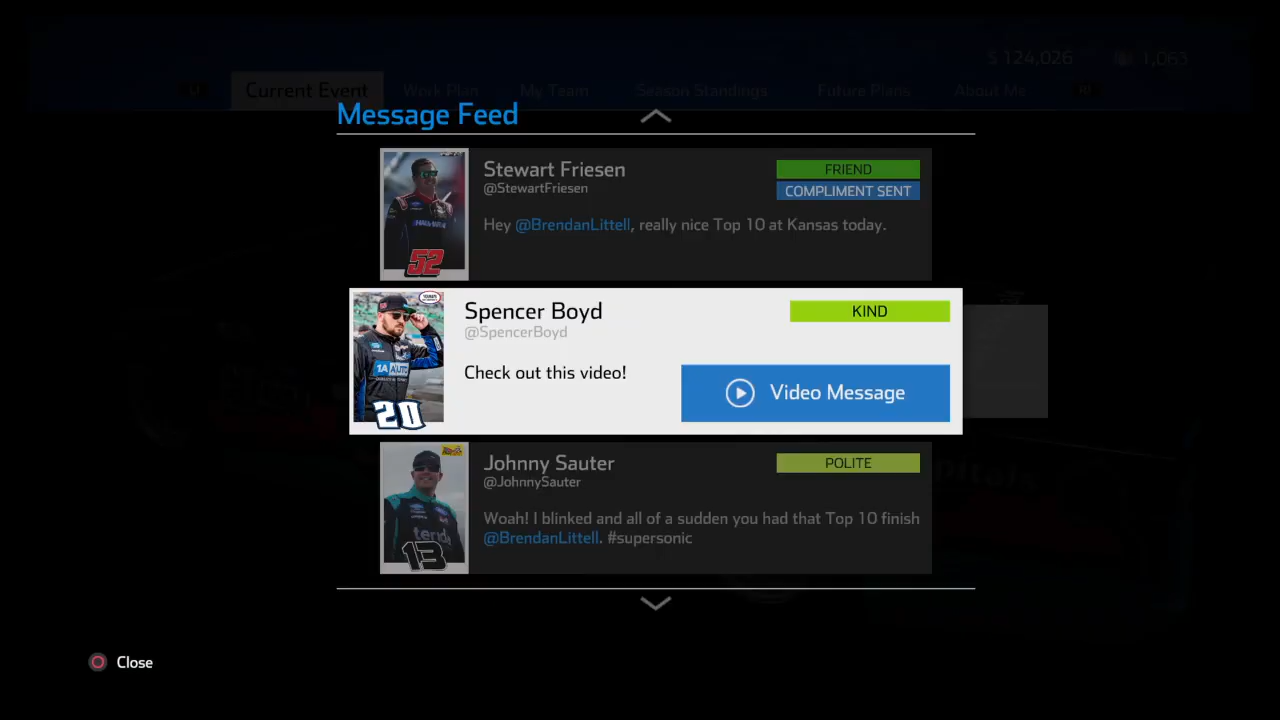 $ 124,026
1,063
Current Event
Work Plan
My Team
Season Standings
Future Plans
About Me
Message Feed
Stewart Friesen
@StewartFriesen
FRIEND
COMPLIMENT SENT
Hey @BrendanLittell, really nice Top 10 at Kansas today.
52
Spencer Boyd
@SpencerBoyd
KIND
Check out this video!
Video Message
1A AUTO
20
Johnny Sauter
@JohnnySauter
POLITE
Woah! I blinked and all of a sudden you had that Top 10 finish
@BrendanLittell. #supersonic
13
Close